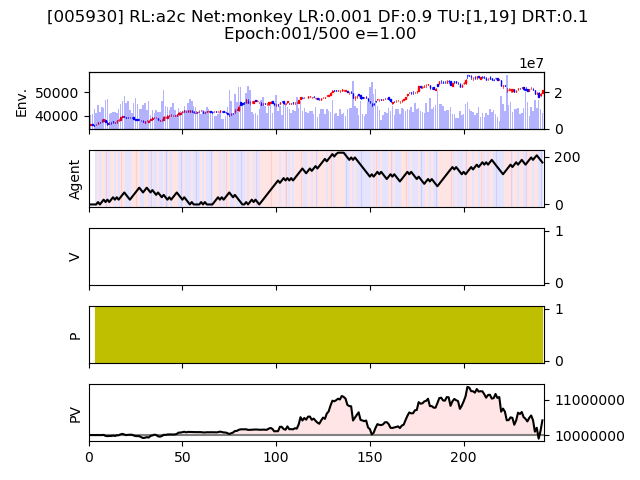 [005930] RL:a2c Net:monkey LR:0.001 DF:0.9 TU:[1,19] DRT:0.1
Epoch:001/500 e=1.00
1e7
Env.
50000
40000
2
0
Agent
200
0
V
1
0
P
1
0
PV
11000000
10000000
0 50 100 150 200